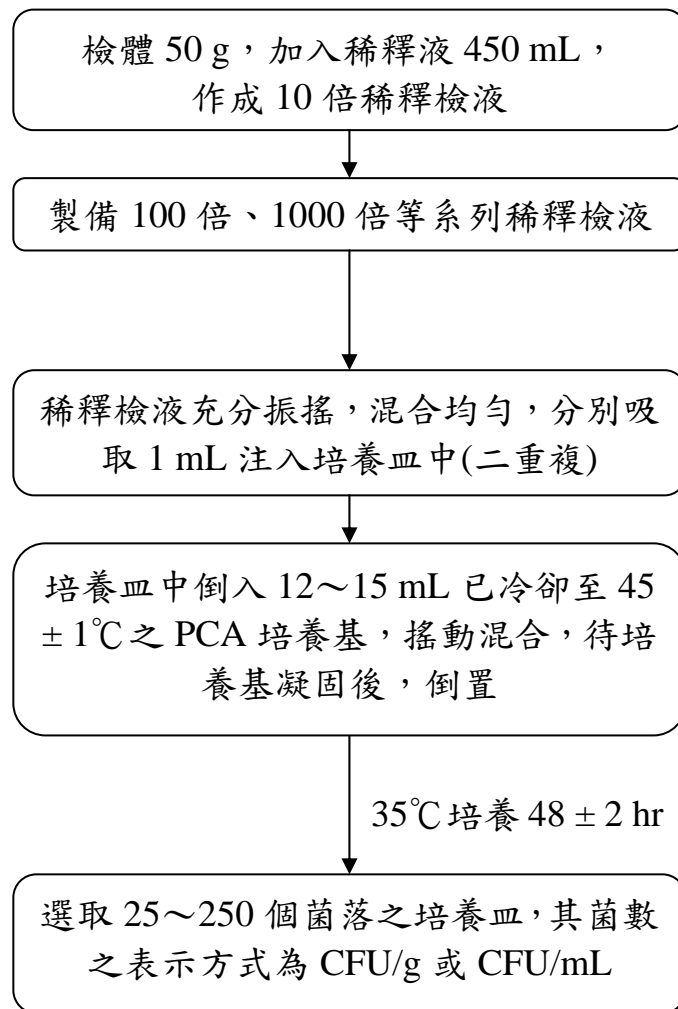 檢體 50 g，加入稀釋液 450 mL，
作成 10 倍稀釋檢液
製備 100 倍、1000 倍等系列稀釋檢液
稀釋檢液充分振搖，混合均勻，分別吸
取 1 mL 注入培養皿中(二重複)
培養皿中倒入 12～15 mL 已冷卻至 45
± 1℃之 PCA 培養基，搖動混合，待培
養基凝固後，倒置
35℃培養 48 ± 2 hr
選取 25～250 個菌落之培養皿，其菌數
之表示方式為 CFU/g 或 CFU/mL